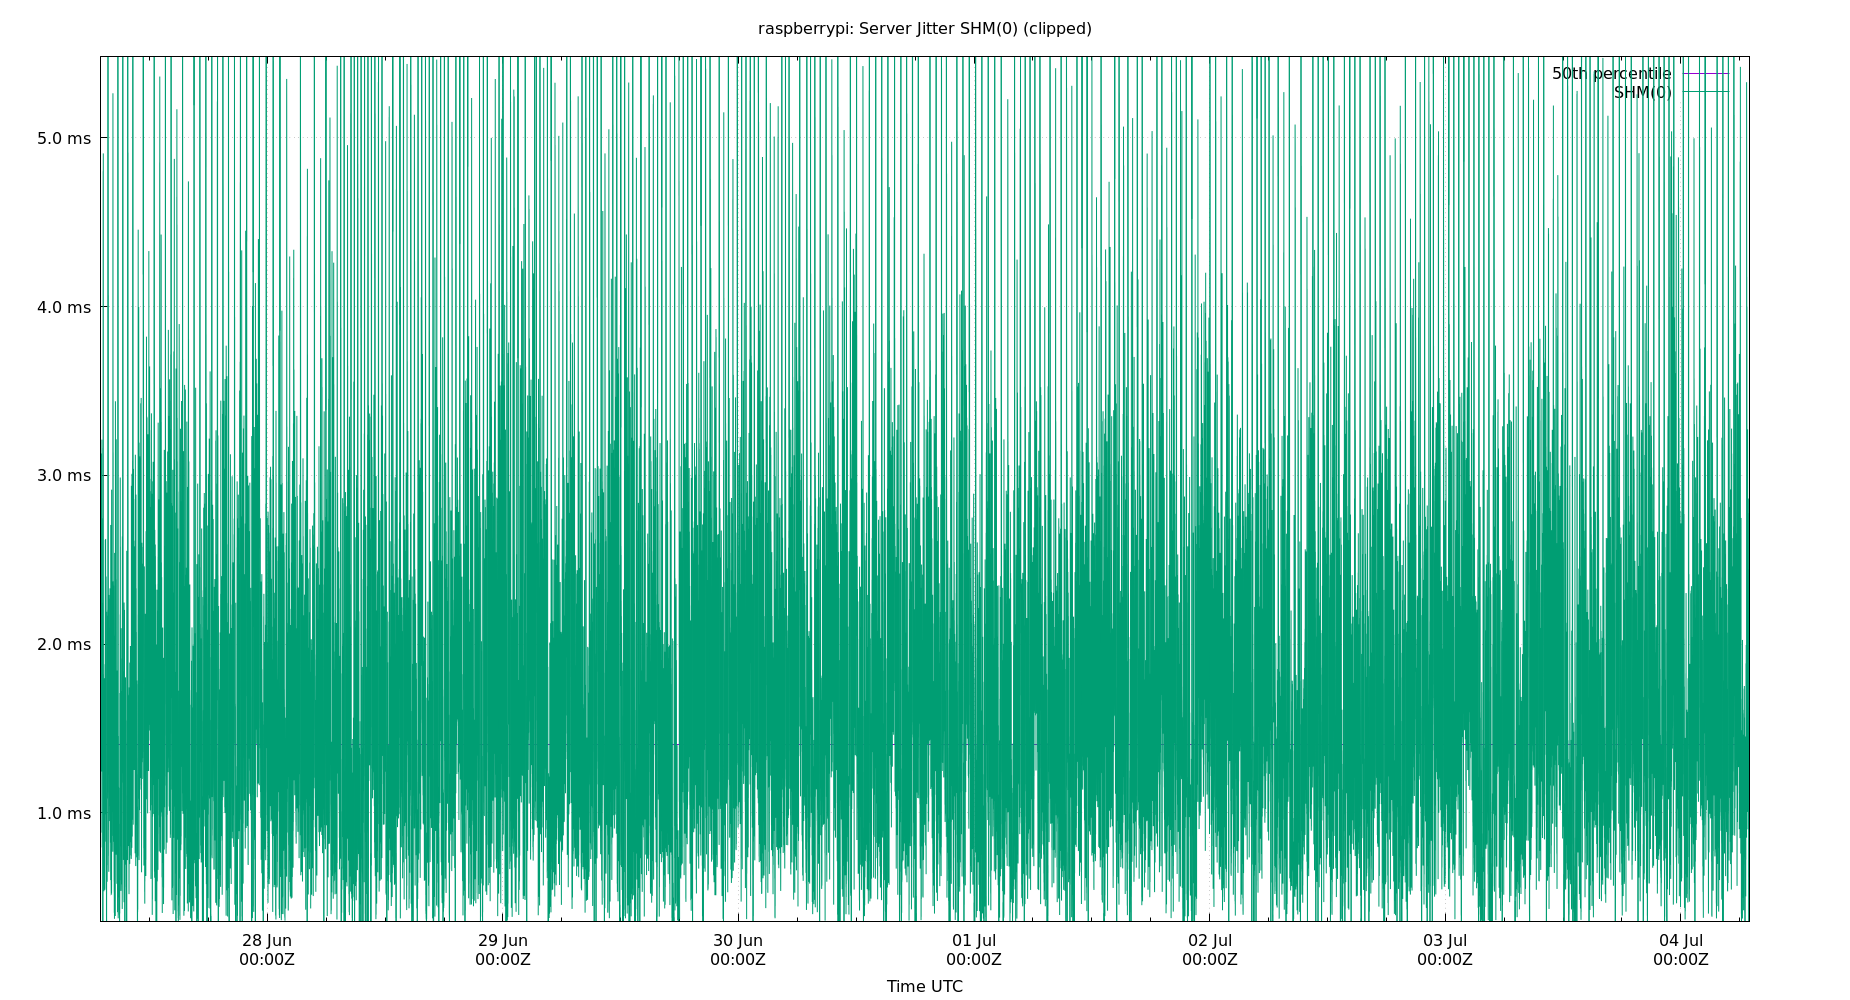 raspberrypi: Server Jitter SHM(0) (clipped)
50th percentile
SHM(0)
5.0 ms
4.0 ms
3.0 ms
2.0 ms
1.0 ms
28 Jun 29 Jun 30 Jun 01 Jul 02 Jul 03 Jul 04 Jul
00:00Z 00:00Z 00:00Z 00:00Z 00:00Z 00:00Z 00:00Z
Time UTC